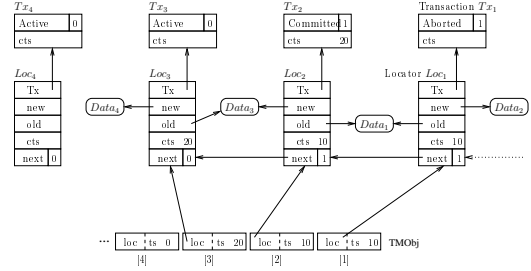 Tx4 Tx3 Tx2 Transaction Tx1
Active 0 Active 0 Committed 1 Aborted 1
cts cts cts 20 cts
Loc4 Loc3 Loc2 Locator Loc1
Tx Tx Tx Tx
new Data4 new Data3 new new Data2
old old old Data1 old
cts cts 20 cts 10 cts 10
next 0 next 0 next 1 next 1
... loc ts 0 loc ts 20 loc ts 10 loc ts 10 TMObj
|4| |3| |2| |1|